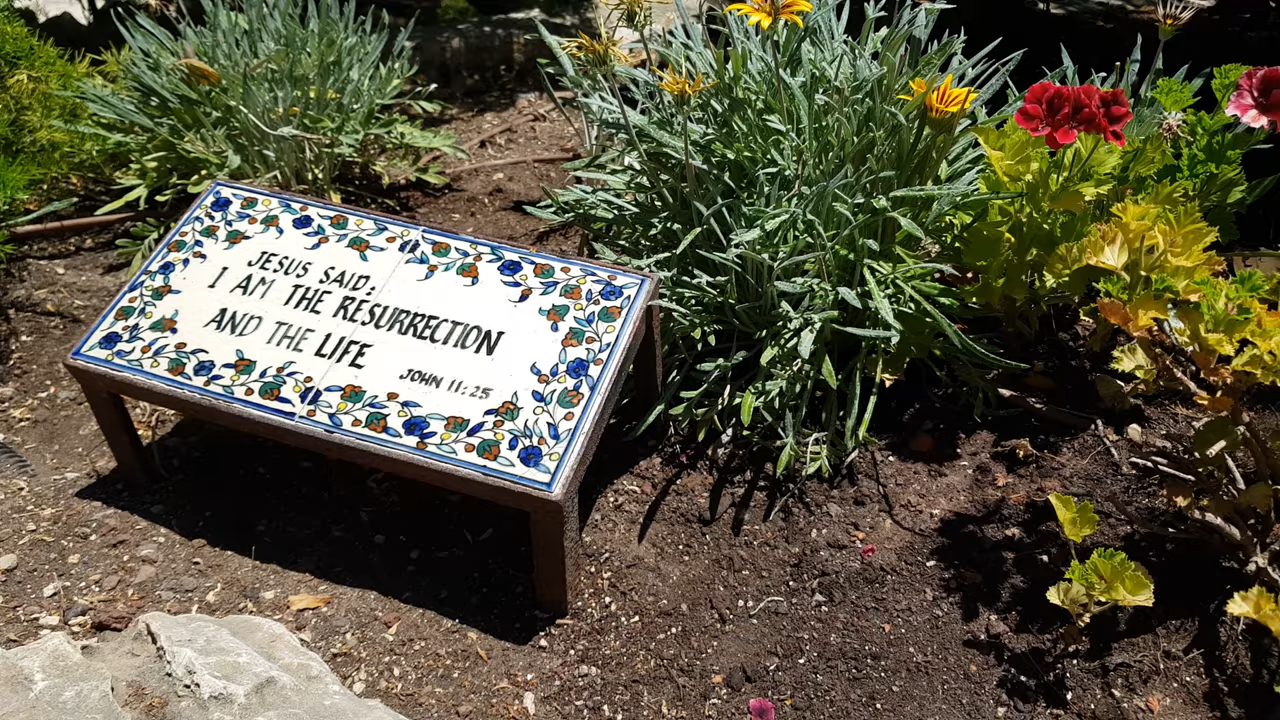 JESUS SAID:
I AM THE RESURRECTION
AND THE LIFE
JOHN 11:25